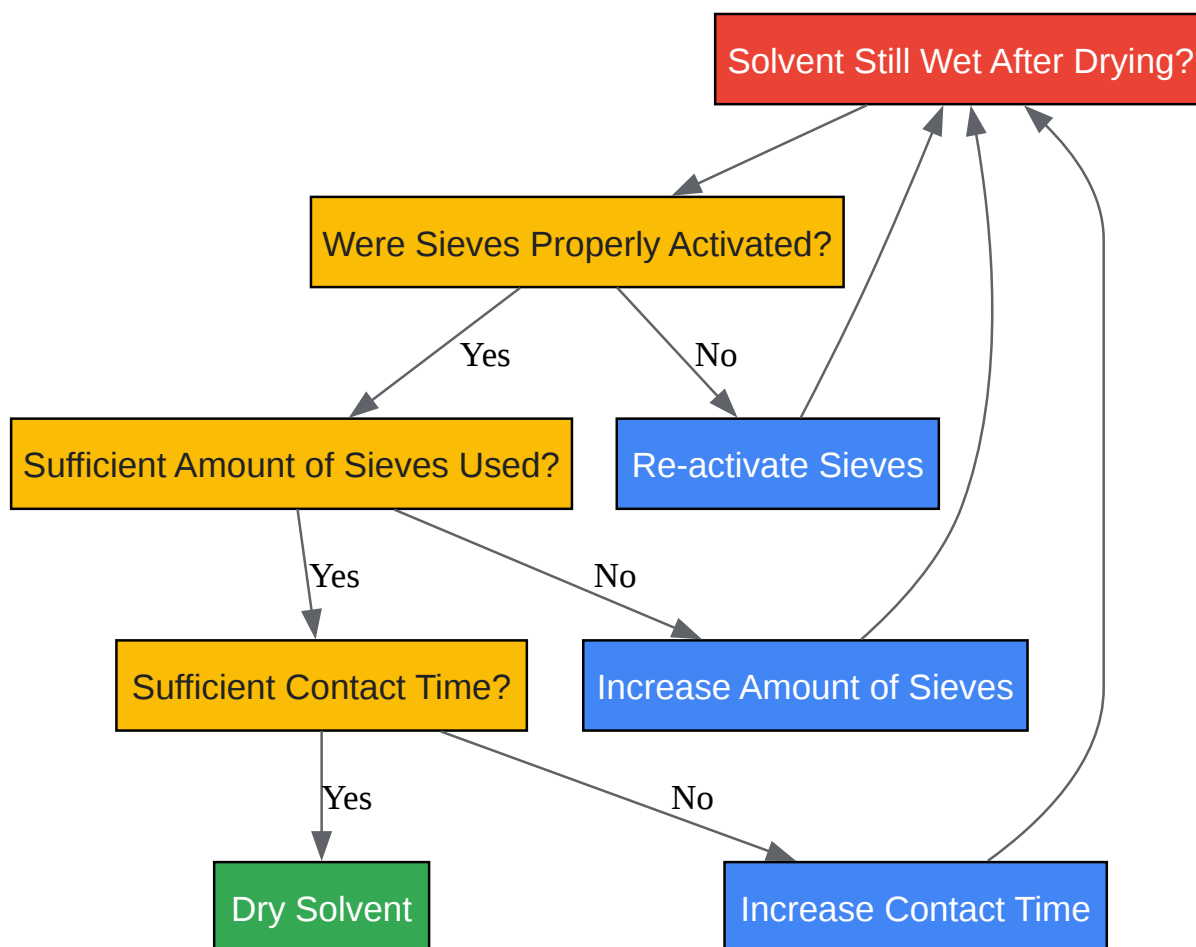 Solvent Still Wet After Drying?
Were Sieves Properly Activated?
Yes
No
Sufficient Amount of Sieves Used?
Re-activate Sieves
Yes
No
Sufficient Contact Time?
Increase Amount of Sieves
Yes
No
Dry Solvent
Increase Contact Time